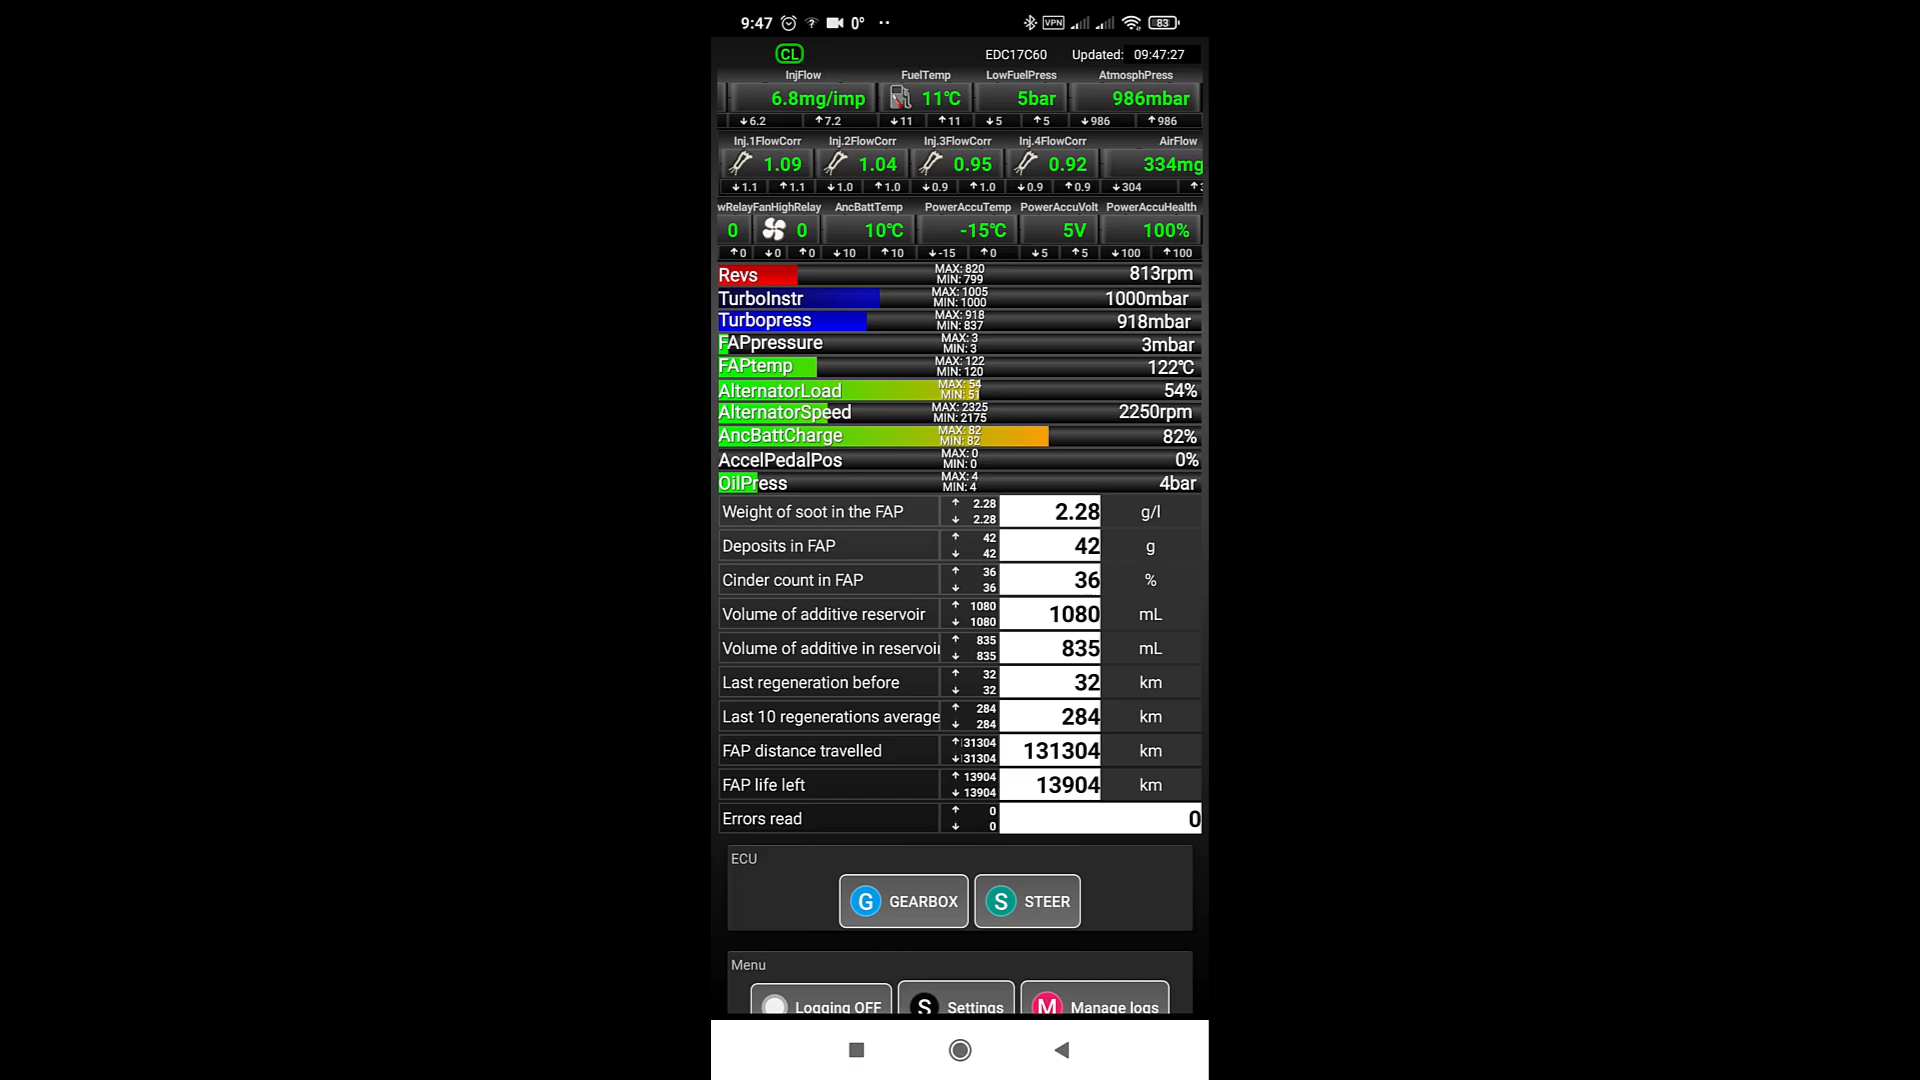 9:47 0° ··
VPN 83
CL EDC17C60 Updated: 09:47:27
InjFlow FuelTemp LowFuelPress AtmosphPress
6.8mg/imp 11°C 5bar 986mbar
↓6.2 ↑7.2 ↓11 ↑11 ↓5 ↑5 ↓986 ↑986
Inj.1FlowCorr Inj.2FlowCorr Inj.3FlowCorr Inj.4FlowCorr AirFlow
1.09 1.04 0.95 0.92 334mg
↓1.1 ↑1.1 ↓1.0 ↑1.0 ↓0.9 ↑1.0 ↓0.9 ↑0.9 ↓304 ↑3
wRelay FanHighRelay AncBattTemp PowerAccuTemp PowerAccuVolt PowerAccuHealth
0 0 10°C -15°C 5V 100%
↑0 ↓0 ↑0 ↓10 ↑10 ↓-15 ↑0 ↓5 ↑5 ↓100 ↑100
Revs MAX: 820 MIN: 799 813rpm
TurboInstr MAX: 1005 MIN: 1000 1000mbar
Turbopress MAX: 918 MIN: 837 918mbar
FAPpressure MAX: 3 MIN: 3 3mbar
FAPtemp MAX: 122 MIN: 120 122°C
AlternatorLoad MAX: 54 MIN: 51 54%
AlternatorSpeed MAX: 2325 MIN: 2175 2250rpm
AncBattCharge MAX: 82 MIN: 82 82%
AccelPedalPos MAX: 0 MIN: 0 0%
OilPress MAX: 4 MIN: 4 4bar
Weight of soot in the FAP ↑ 2.28 ↓ 2.28 2.28 g/l
Deposits in FAP ↑ 42 ↓ 42 42 g
Cinder count in FAP ↑ 36 ↓ 36 36 %
Volume of additive reservoir ↑ 1080 ↓ 1080 1080 mL
Volume of additive in reservoir ↑ 835 ↓ 835 835 mL
Last regeneration before ↑ 32 ↓ 32 32 km
Last 10 regenerations average ↑ 284 ↓ 284 284 km
FAP distance travelled ↑ 31304 ↓ 31304 131304 km
FAP life left ↑ 13904 ↓ 13904 13904 km
Errors read ↑ 0 ↓ 0 0
ECU
G GEARBOX S STEER
Menu
Logging OFF S Settings M Manage logs